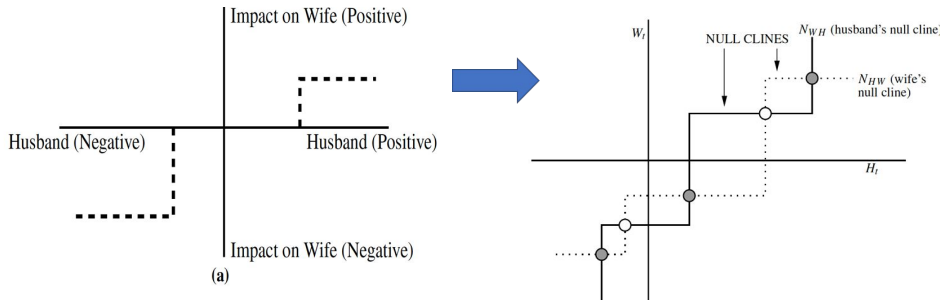 Impact on Wife (Positive)
Husband (Negative)
Husband (Positive)
Impact on Wife (Negative)
(a)
W_t
NULL CLINES
N_WH (husband's null cline)
N_HW (wife's
null cline)
H_t